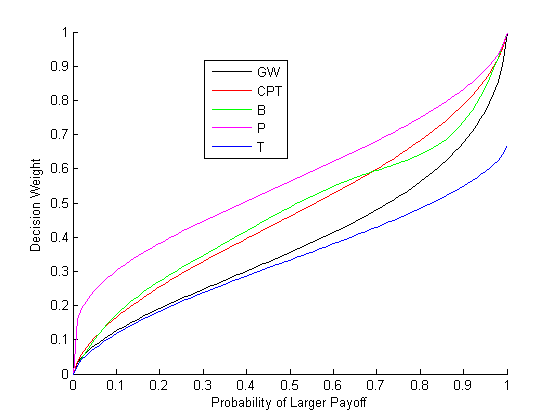 1
0.9
0.8
0.7
0.6
0.5
0.4
0.3
0.2
0.1
0
Decision Weight
GW
CPT
B
P
T
0 0.1 0.2 0.3 0.4 0.5 0.6 0.7 0.8 0.9 1
Probability of Larger Payoff